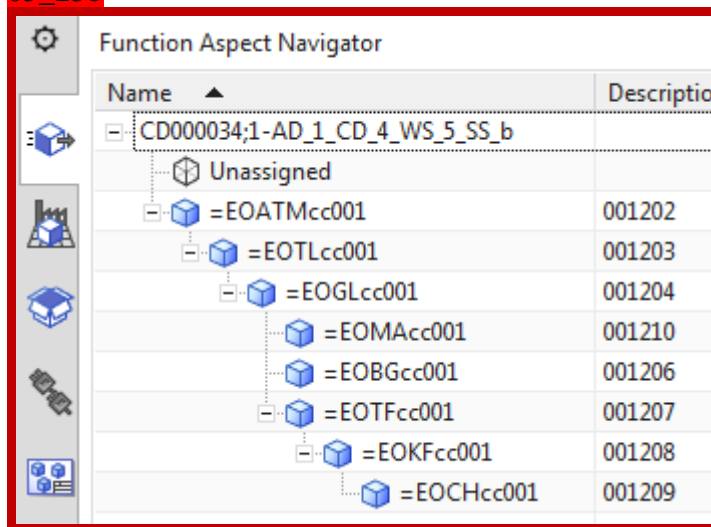 Function Aspect Navigator
Name Descriptio
CD000034;1-AD_1_CD_4_WS_5_SS_b
Unassigned
=EOATMcc001 001202
=EOTLcc001 001203
=EOGLcc001 001204
=EOMAcc001 001210
=EOBGcc001 001206
=EOTFcc001 001207
=EOKFcc001 001208
=EOCHcc001 001209